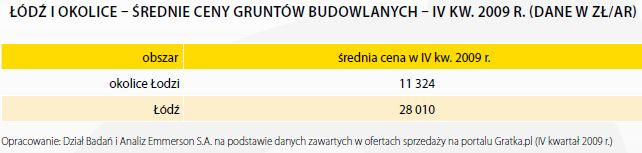 ŁÓDŹ I OKOLICE – ŚREDNIE CENY GRUNTÓW BUDOWLANYCH – IV KW. 2009 R. (DANE W ZŁ/AR)
obszar średnia cena w IV kw. 2009 r.
okolice Łodzi 11 324
Łódź 28 010
Opracowanie: Dział Badań i Analiz Emmerson S.A. na podstawie danych zawartych w ofertach sprzedaży na portalu Gratka.pl (IV kwartał 2009 r.)